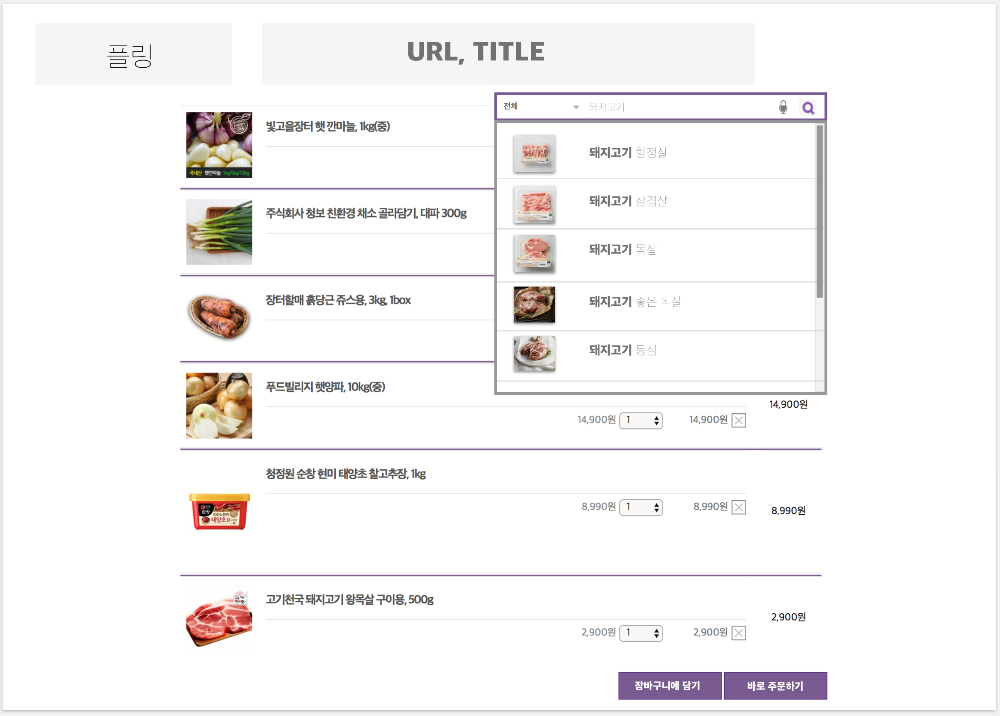 플링
URL, TITLE
전체
돼지고기
빛고을장터 햇 깐마늘, 1kg(중)
국내산 햇깐마늘 1kg/5kg/10kg
돼지고기 항정살
주식회사 청보 친환경 채소 골라담기, 대파 300g
돼지고기 삼겹살
돼지고기 목살
장터할매 흙당근 쥬스용, 3kg, 1box
돼지고기 좋은 목살
돼지고기 등심
푸드빌리지 햇양파, 10kg(중)
14,900원
14,900원 1 14,900원
청정원 순창 현미 태양초 찰고추장, 1kg
8,990원 1 8,990원
8,990원
순창
100% 현미
태양초찰고추장
고기천국 돼지고기 왕목살 구이용, 500g
고기
천국
2,900원
2,900원 1 2,900원
장바구니에 담기
바로 주문하기